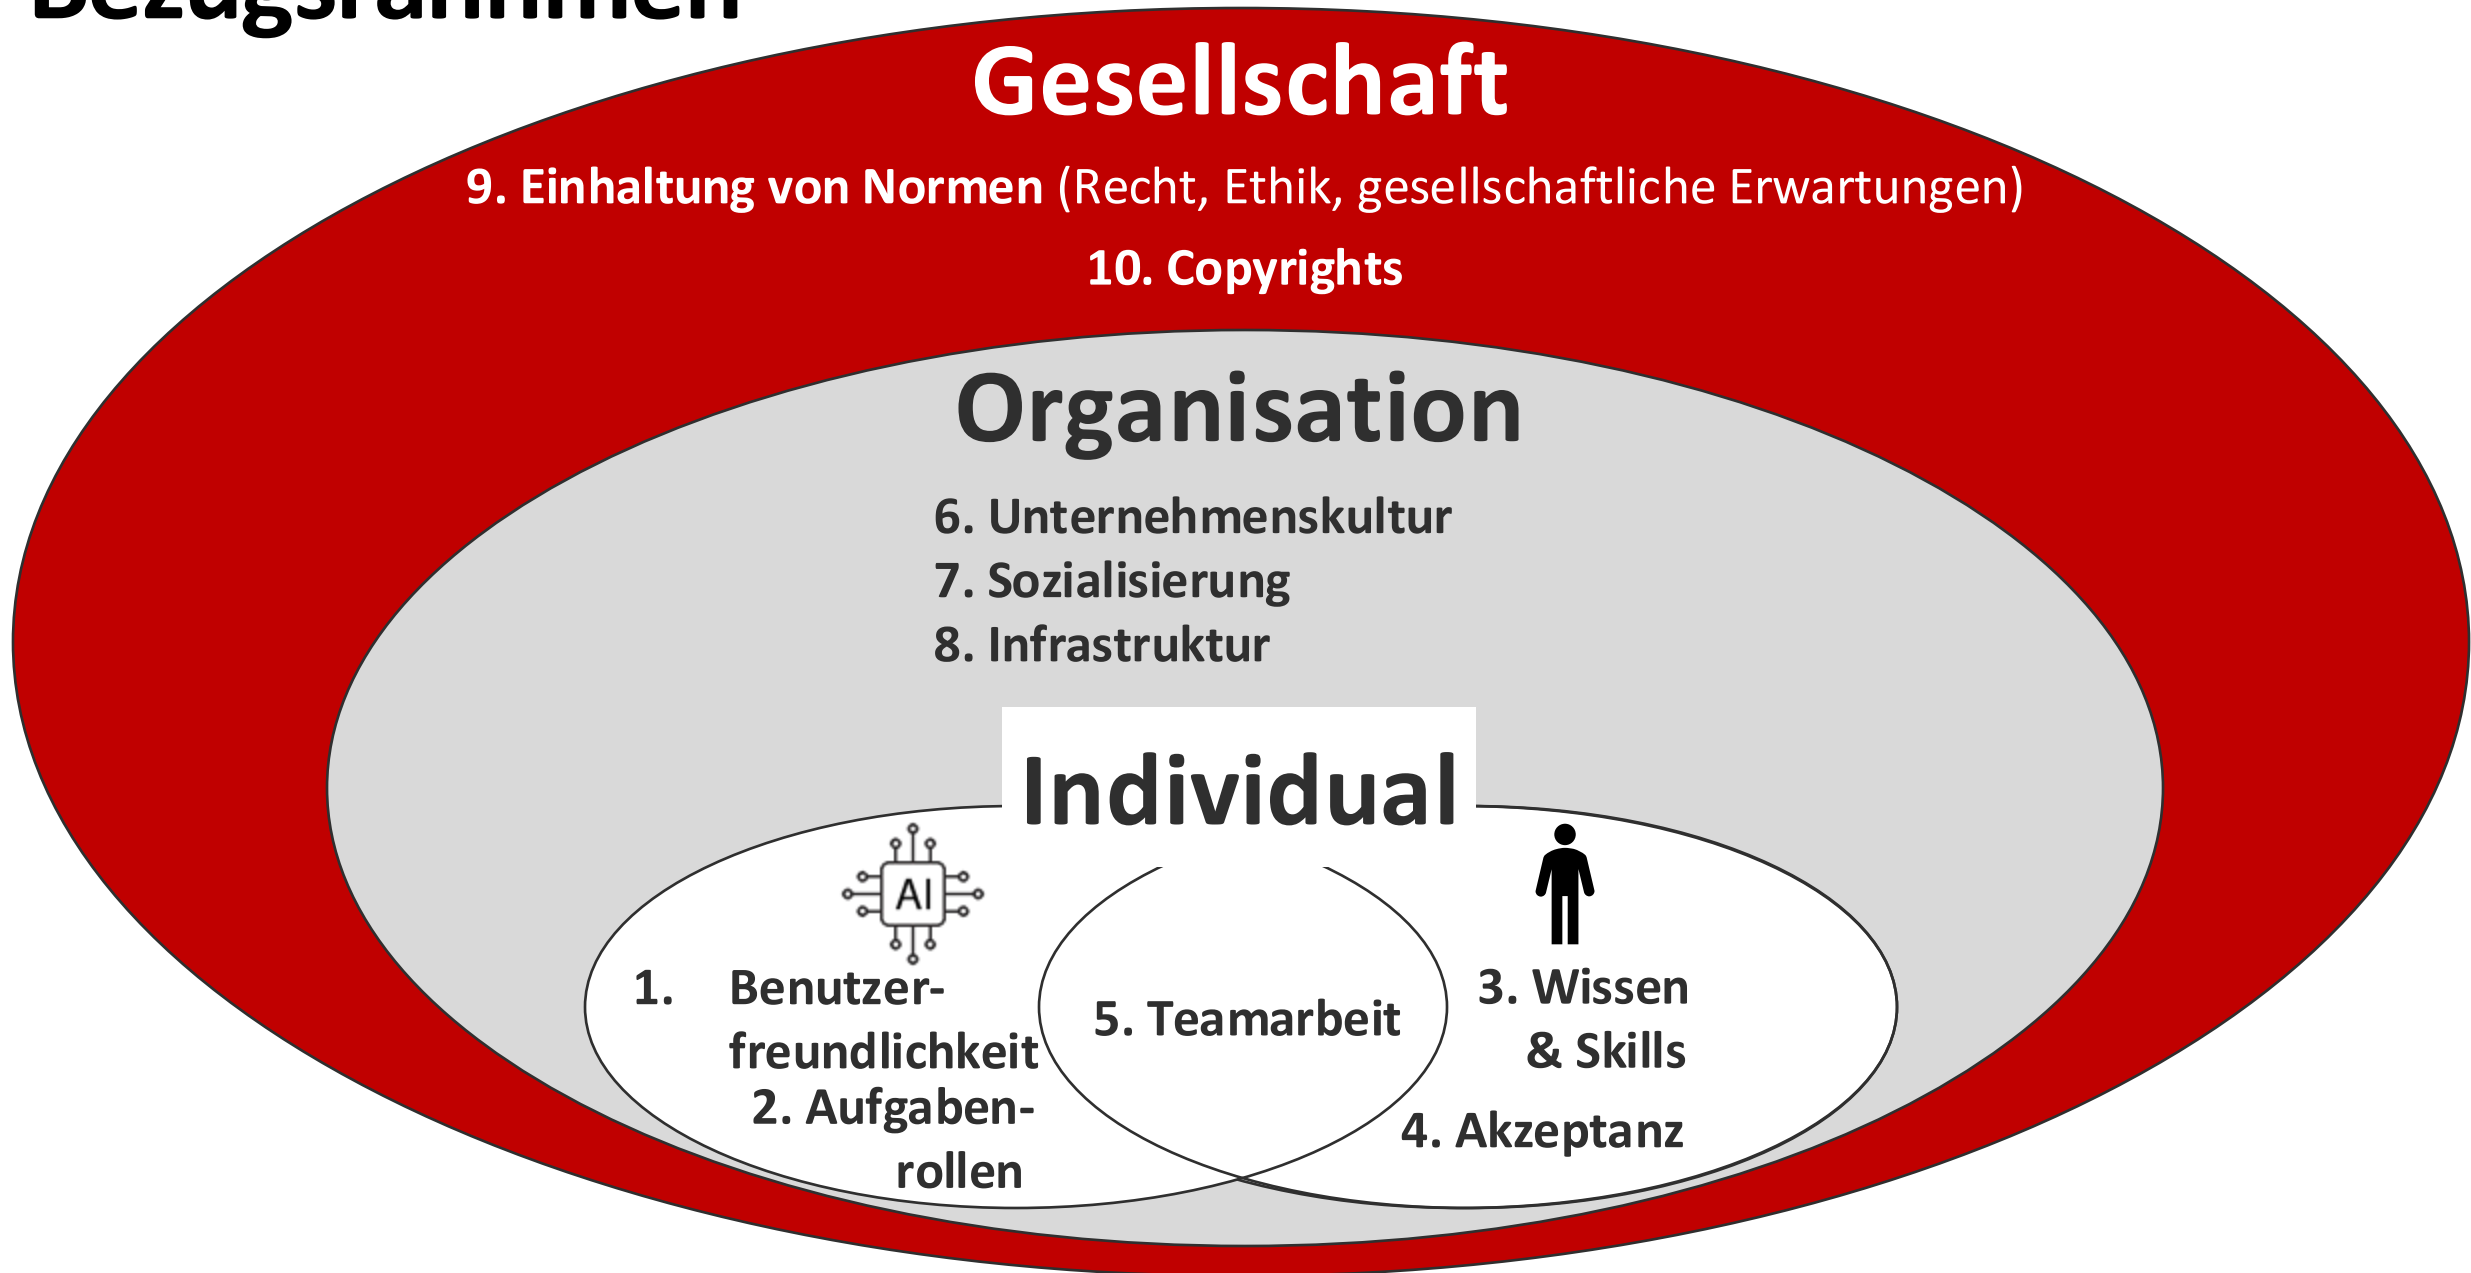 Bezugsrahmen
Gesellschaft
9. Einhaltung von Normen (Recht, Ethik, gesellschaftliche Erwartungen)
10. Copyrights
Organisation
6. Unternehmenskultur
7. Sozialisierung
8. Infrastruktur
Individual
AI
1. Benutzer-
freundlichkeit
2. Aufgaben-
rollen
5. Teamarbeit
3. Wissen
& Skills
4. Akzeptanz